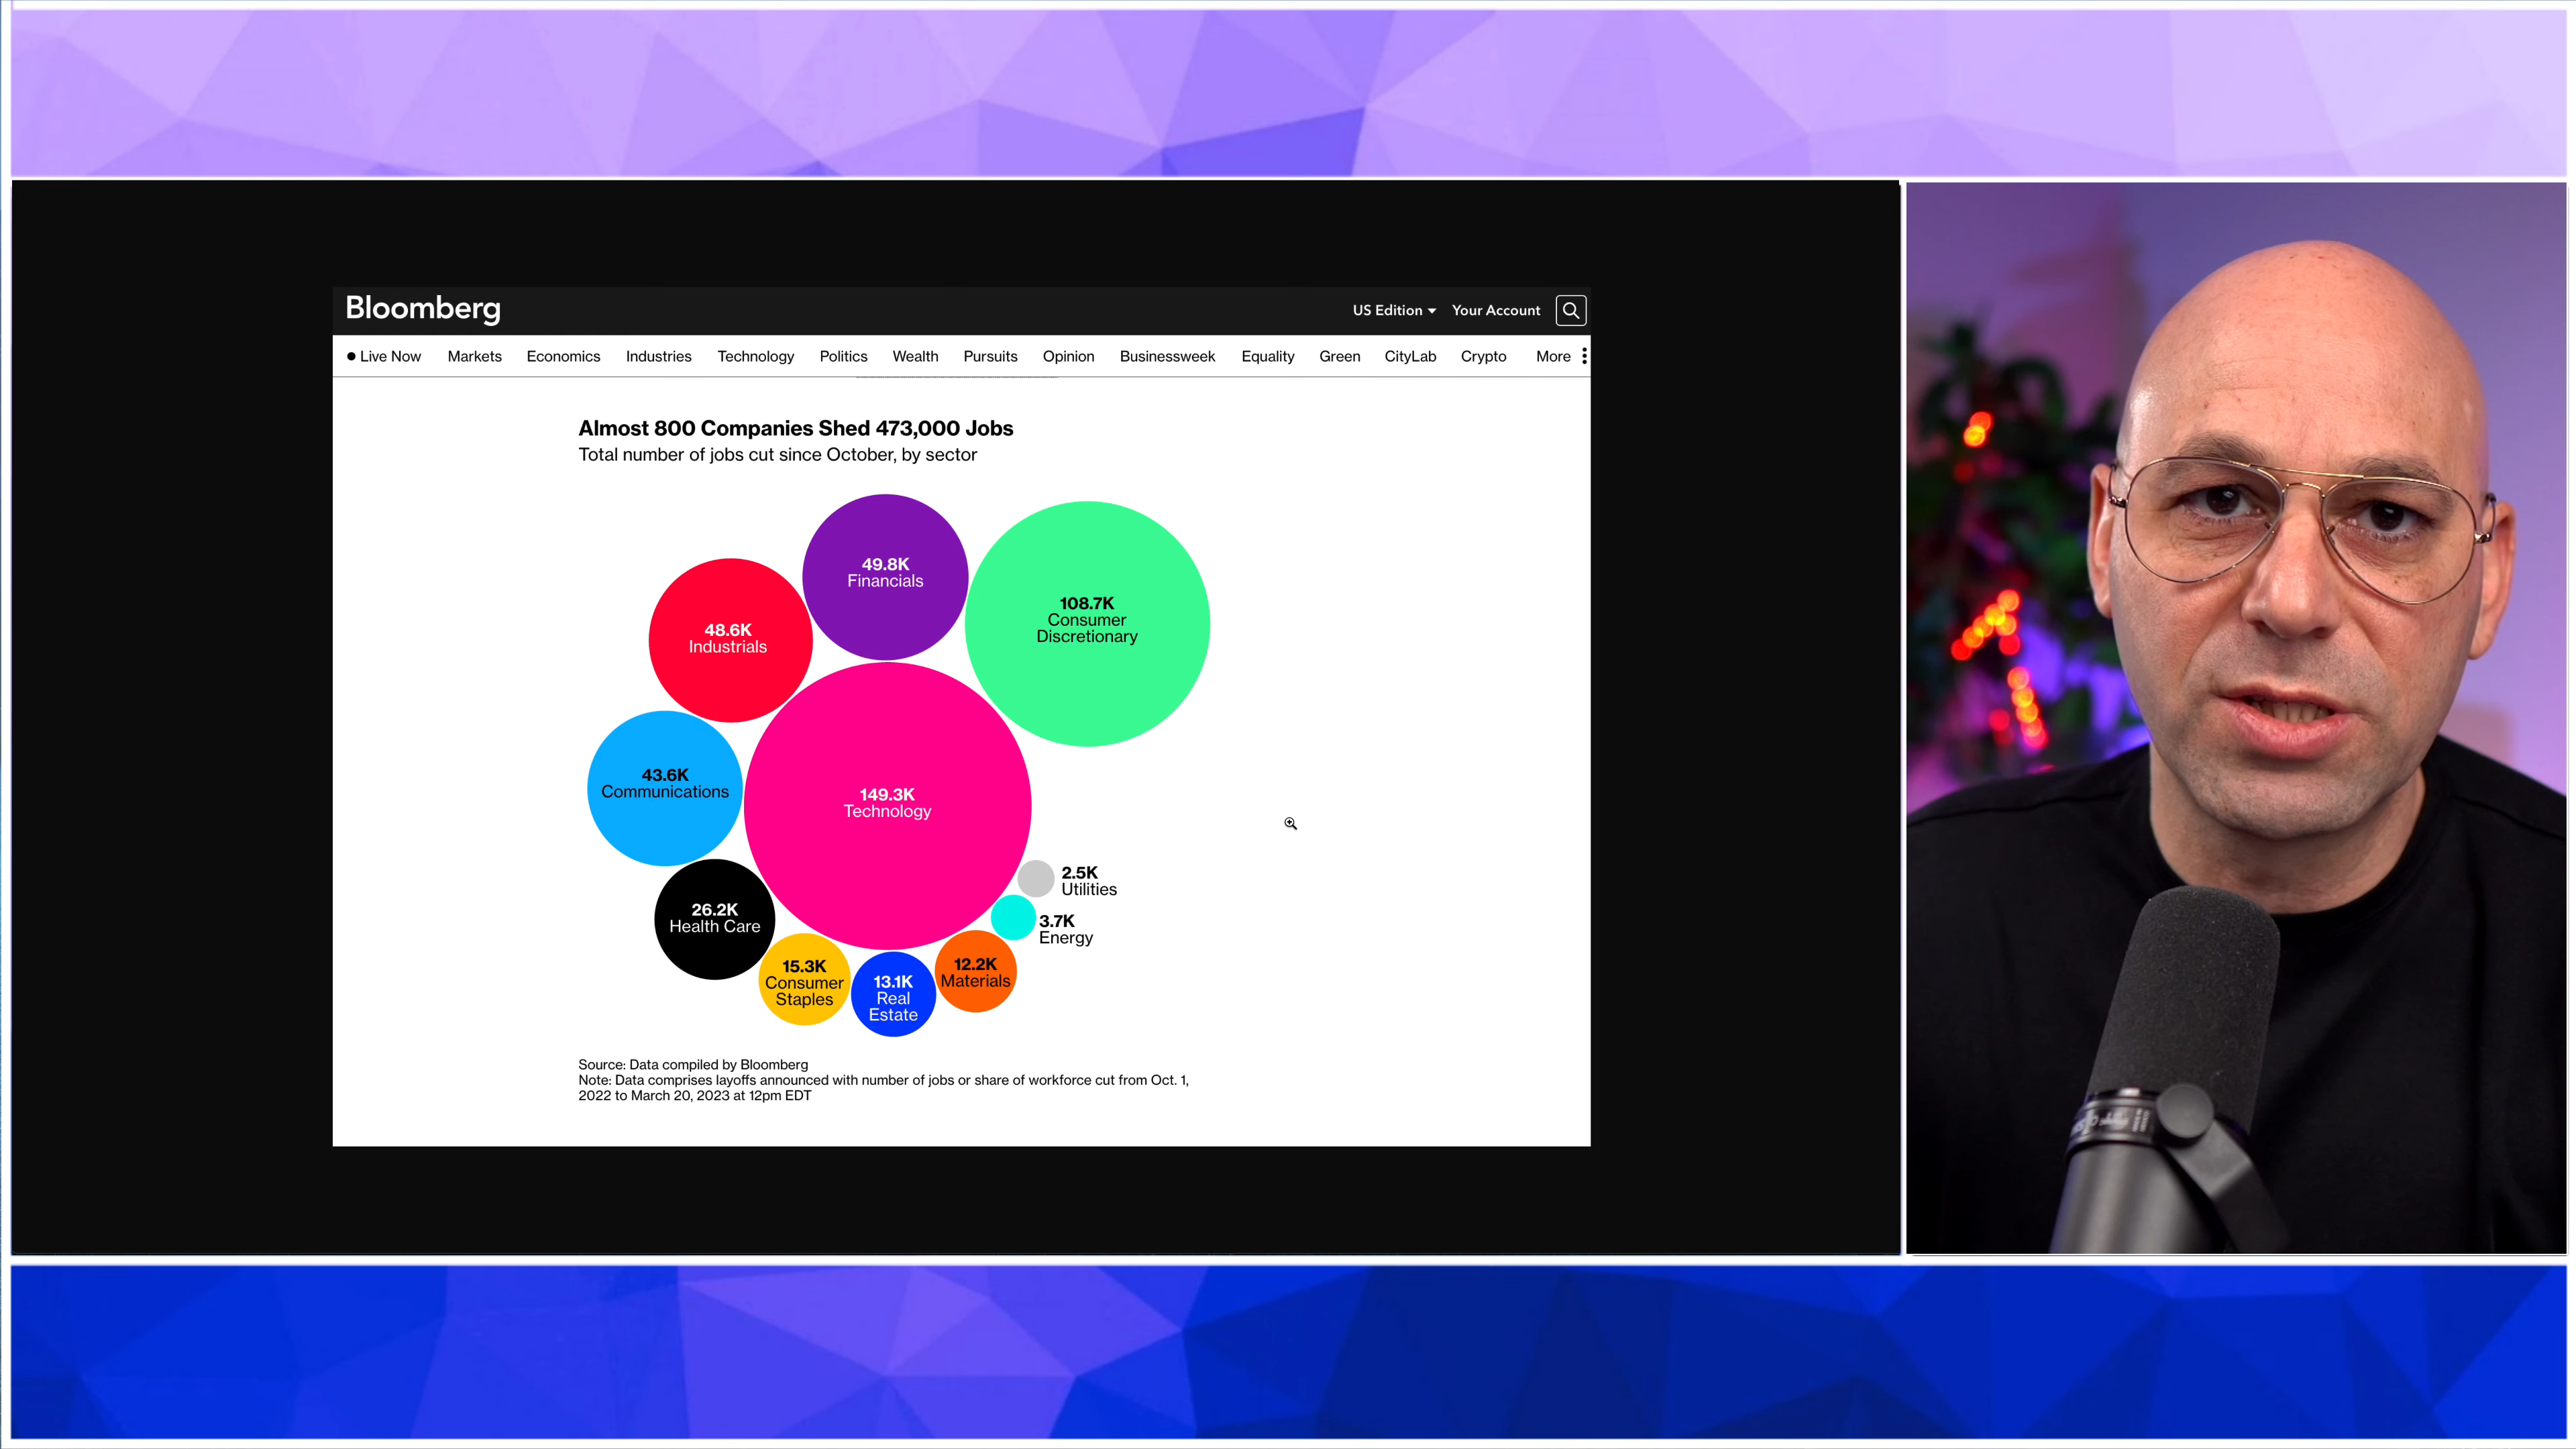 Bloomberg
US Edition Your Account
Live Now Markets Economics Industries Technology Politics Wealth Pursuits Opinion Businessweek Equality Green CityLab Crypto More
Almost 800 Companies Shed 473,000 Jobs
Total number of jobs cut since October, by sector
49.8K
Financials
108.7K
Consumer
Discretionary
48.6K
Industrials
43.6K
Communications
149.3K
Technology
2.5K
Utilities
26.2K
Health Care
3.7K
Energy
15.3K
Consumer
Staples
13.1K
Real
Estate
12.2K
Materials
Source: Data compiled by Bloomberg
Note: Data comprises layoffs announced with number of jobs or share of workforce cut from Oct. 1,
2022 to March 20, 2023 at 12pm EDT